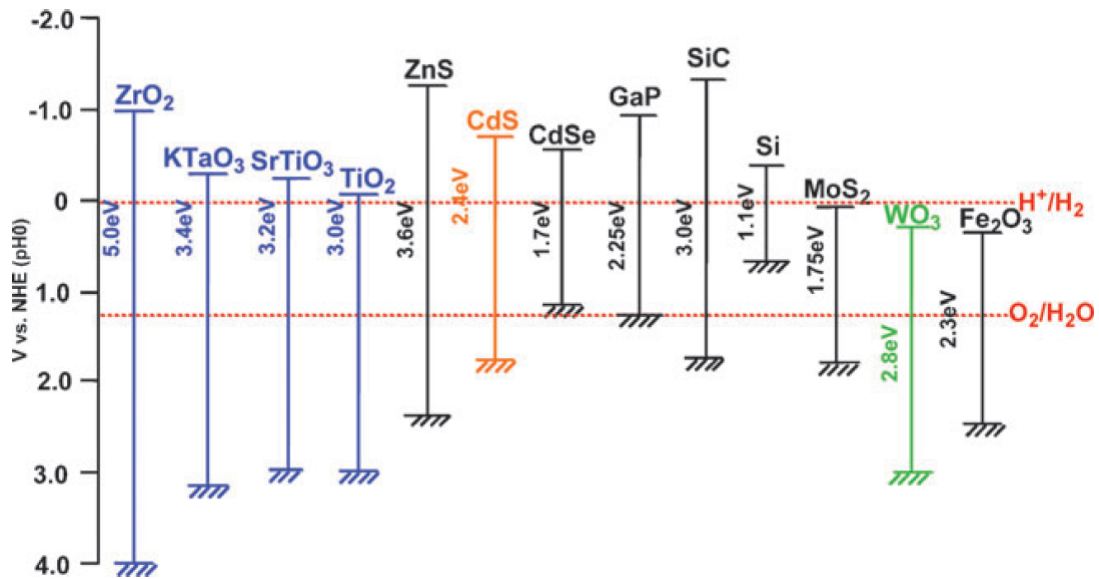 -2.0
-1.0
0
1.0
2.0
3.0
4.0
V vs. NHE (pH0)
ZrO₂
5.0eV
KTaO₃
3.4eV
SrTiO₃
3.2eV
TiO₂
3.0eV
ZnS
3.6eV
CdS
2.4eV
CdSe
1.7eV
GaP
2.25eV
SiC
3.0eV
Si
1.1eV
MoS₂
1.75eV
WO₃
2.8eV
Fe₂O₃
2.3eV
H⁺/H₂
O₂/H₂O